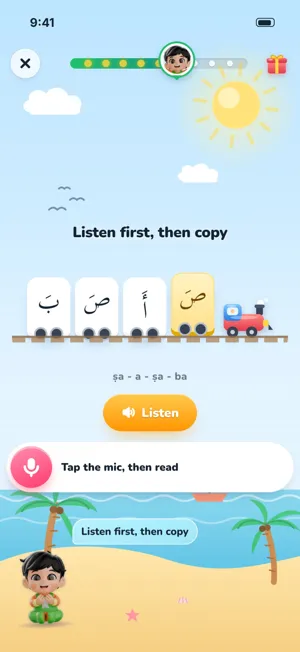 9:41
Listen first, then copy
صَ أَ صَ بَ
ṣa - a - ṣa - ba
Listen
Tap the mic, then read
Listen first, then copy